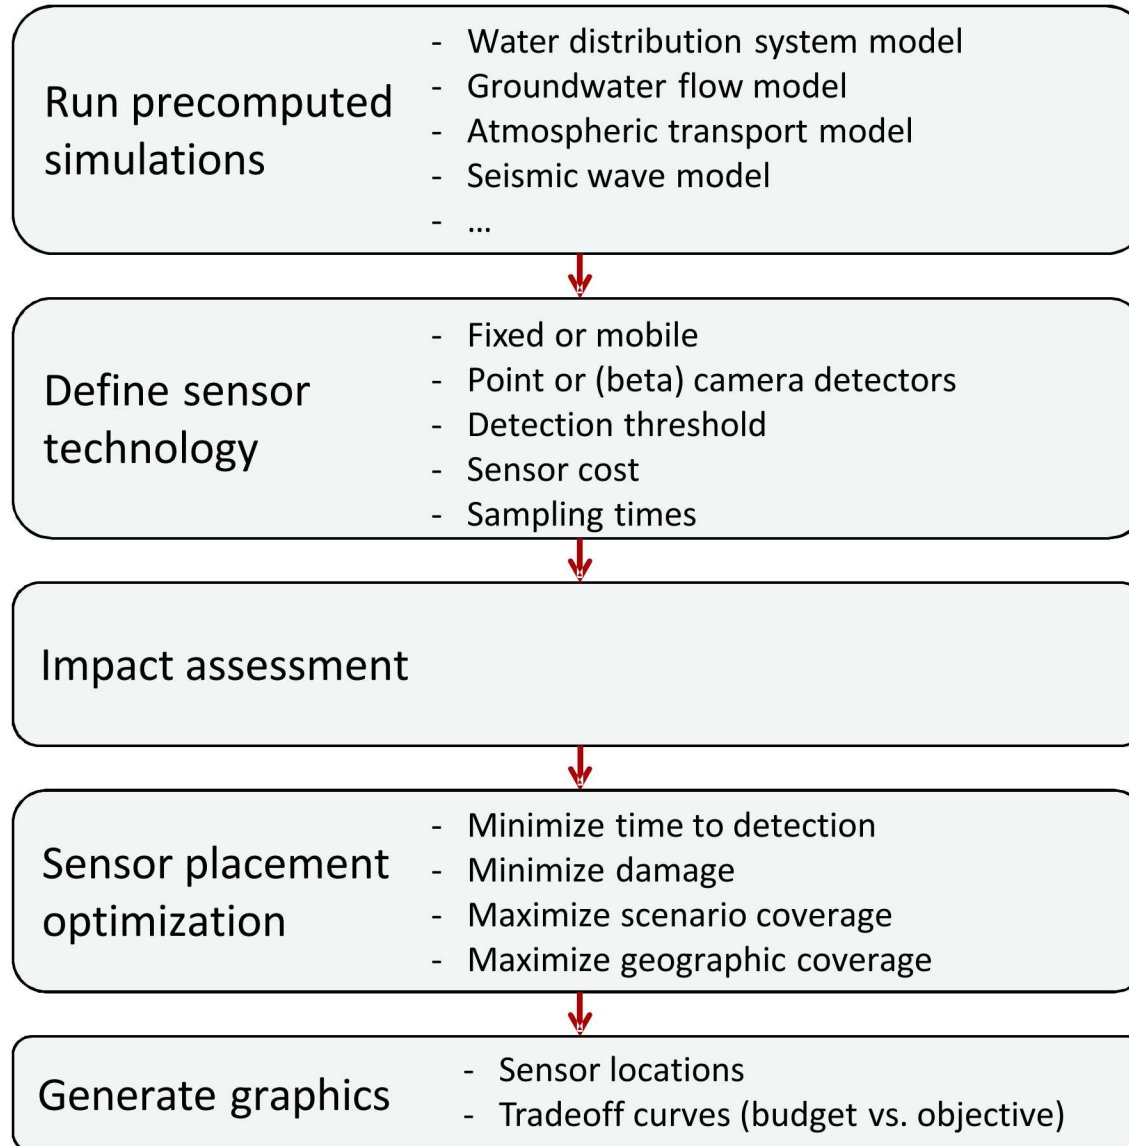 Run precomputed
simulations
- Water distribution system model
- Groundwater flow model
- Atmospheric transport model
- Seismic wave model
- ...
Define sensor
technology
- Fixed or mobile
- Point or (beta) camera detectors
- Detection threshold
- Sensor cost
- Sampling times
Impact assessment
Sensor placement
optimization
- Minimize time to detection
- Minimize damage
- Maximize scenario coverage
- Maximize geographic coverage
Generate graphics
- Sensor locations
- Tradeoff curves (budget vs. objective)